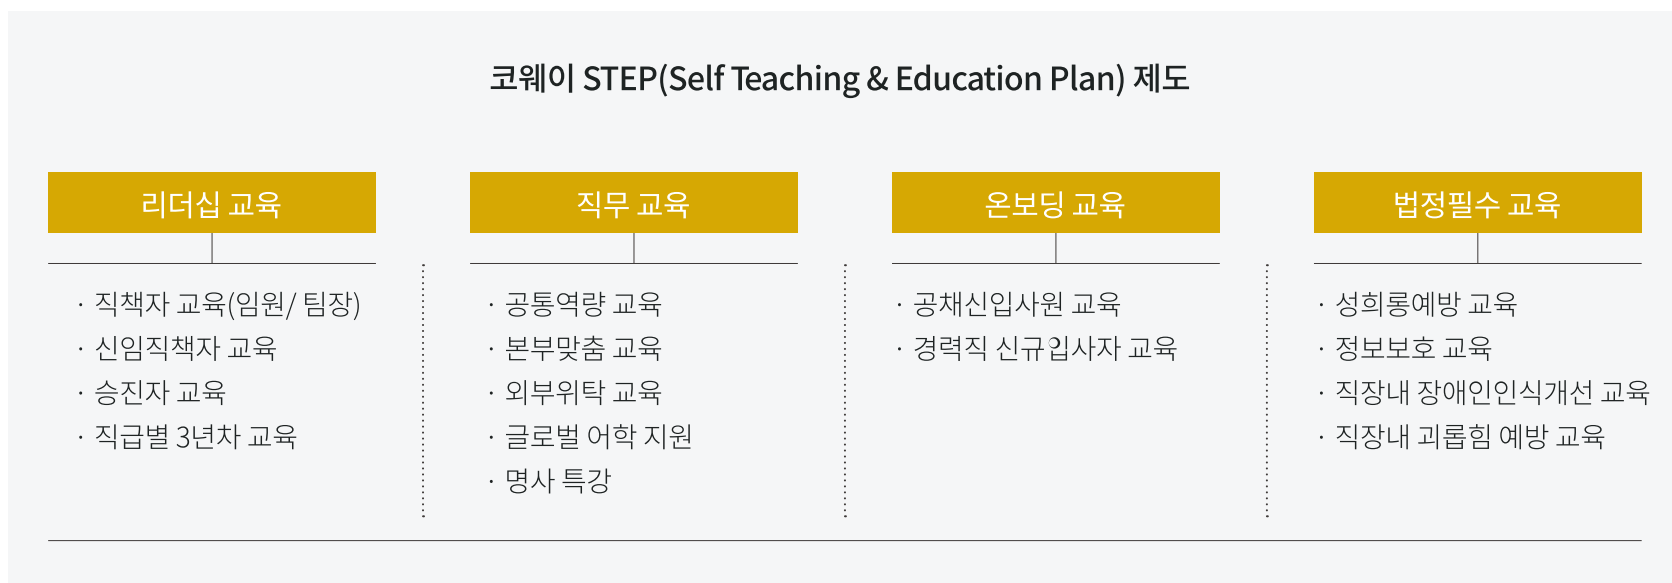 코웨이 STEP(Self Teaching & Education Plan) 제도
리더십 교육
· 직책자 교육(임원/ 팀장)
· 신임직책자 교육
· 승진자 교육
· 직급별 3년차 교육
직무 교육
· 공통역량 교육
· 본부맞춤 교육
· 외부위탁 교육
· 글로벌 어학 지원
· 명사 특강
온보딩 교육
· 공채신입사원 교육
· 경력직 신규입사자 교육
법정필수 교육
· 성희롱예방 교육
· 정보보호 교육
· 직장내 장애인인식개선 교육
· 직장내 괴롭힘 예방 교육